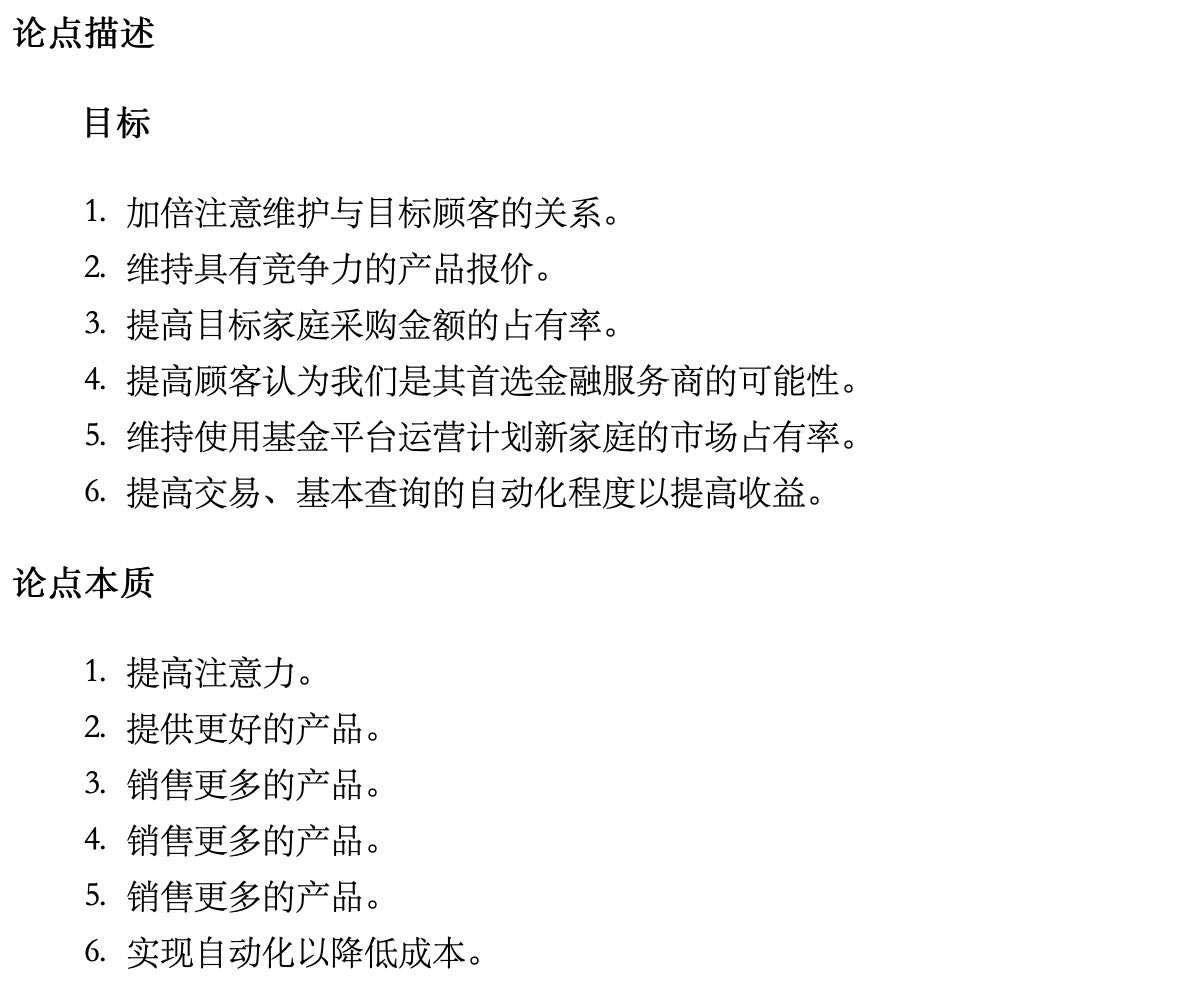 论点描述
目标
1. 加倍注意维护与目标顾客的关系。
2. 维持具有竞争力的产品报价。
3. 提高目标家庭采购金额的占有率。
4. 提高顾客认为我们是其首选金融服务商的可能性。
5. 维持使用基金平台运营计划新家庭的市场占有率。
6. 提高交易、基本查询的自动化程度以提高收益。
论点本质
1. 提高注意力。
2. 提供更好的产品。
3. 销售更多的产品。
4. 销售更多的产品。
5. 销售更多的产品。
6. 实现自动化以降低成本。